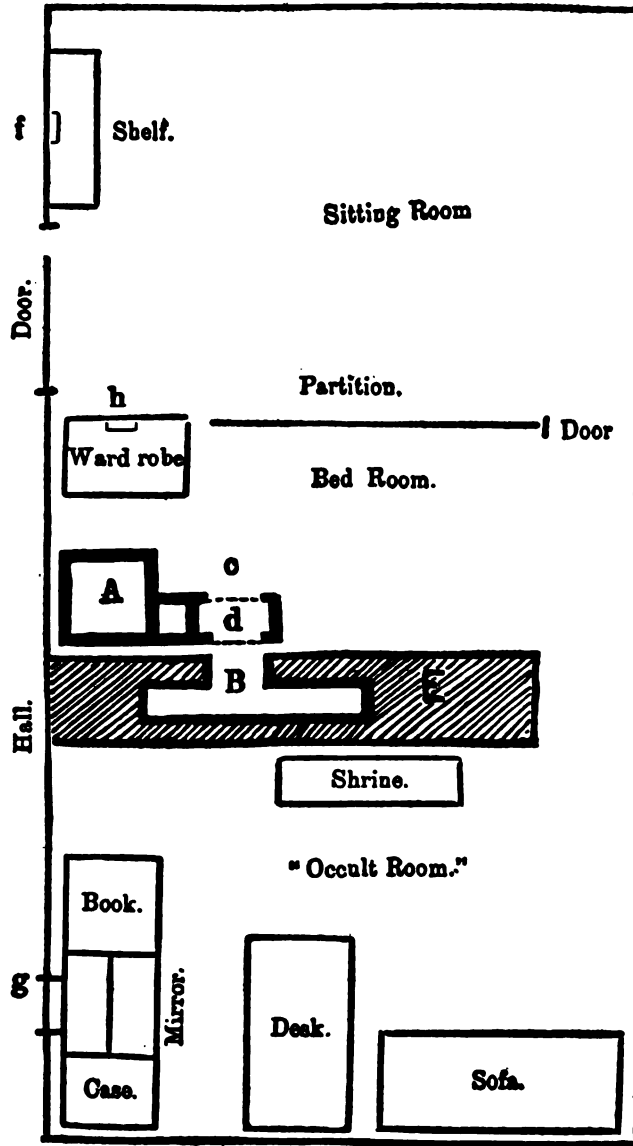 f
Shelf.
Sitting Room
Door.
Partition.
h
Door
Ward robe
Bed Room.
A
c
d
B
Hall.
Shrine.
"Occult Room."
Book.
g
Mirror.
Desk.
Case.
Sofa.